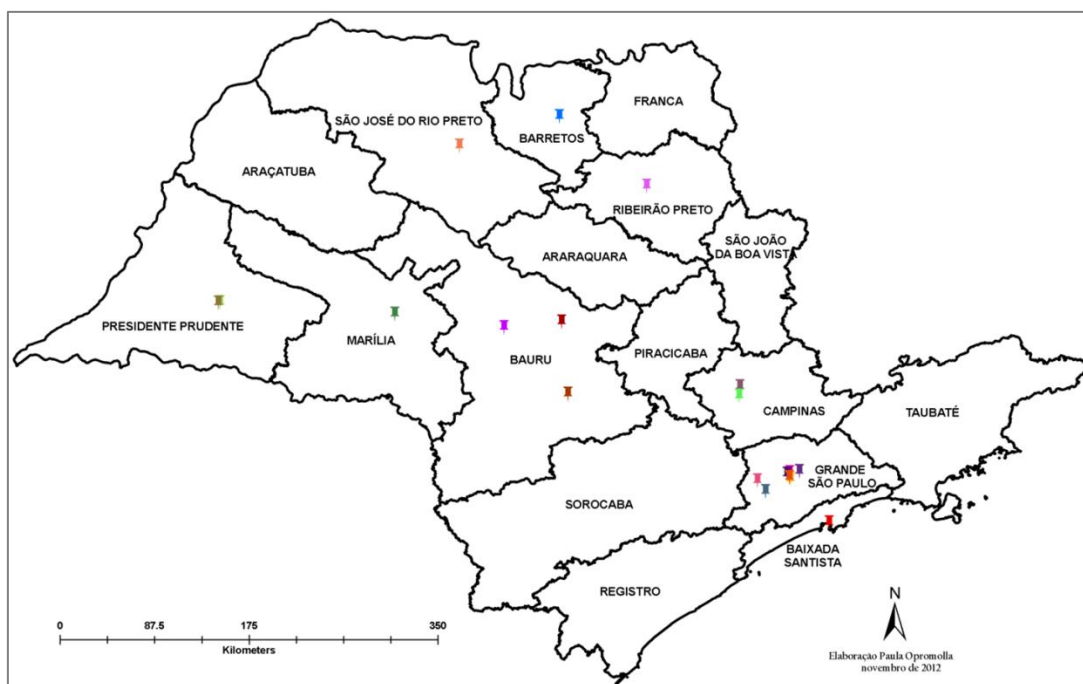 FRANCA
SÃO JOSÉ DO RIO PRETO
BARRETOS
ARAÇATUBA
RIBEIRÃO PRETO
SÃO JOÃO
DA BOA VISTA
ARARAQUARA
PRESIDENTE PRUDENTE
MARÍLIA
BAURU
PIRACICABA
CAMPINAS
TAUBATÉ
GRANDE
SÃO PAULO
SOROCABA
BAIXADA
SANTISTA
REGISTRO
N
0 87.5 175 350
Kilometers
Elaboração Paula Opromolla
novembro de 2012